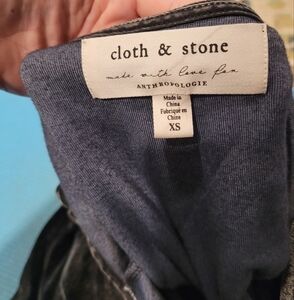 cloth & stone
made with love for
ANTHROPOLOGIE
Made in
China
Fabriqué en
Chine
XS